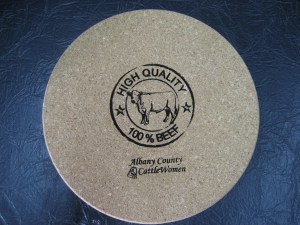 HIGH QUALITY
100% BEEF
Albany County
CattleWomen